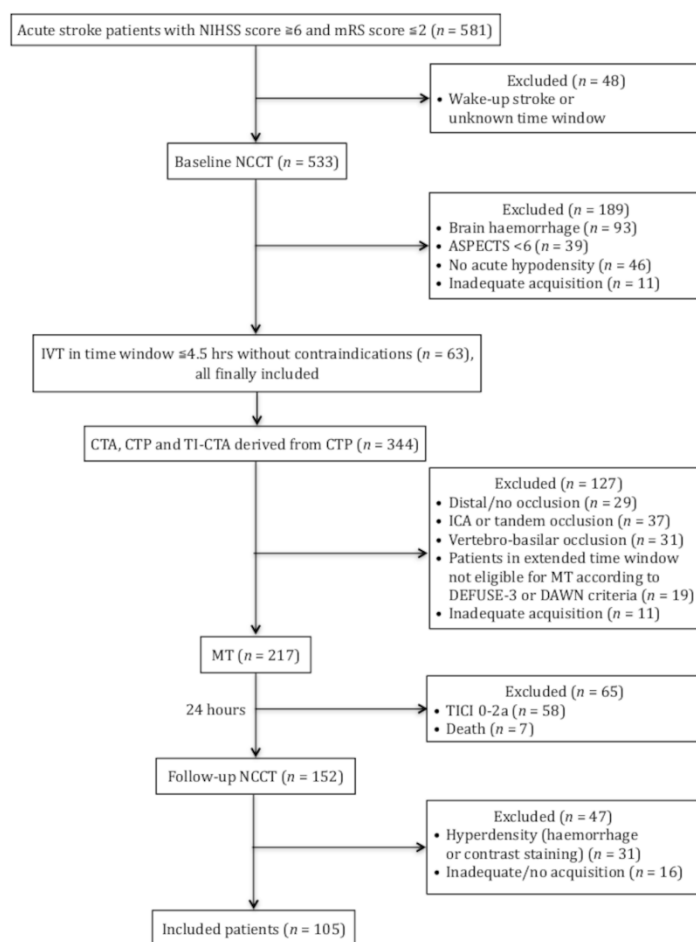 Acute stroke patients with NIHSS score ≧6 and mRS score ≦2 (n = 581)
Excluded (n = 48)
• Wake-up stroke or
unknown time window
Baseline NCCT (n = 533)
Excluded (n = 189)
• Brain haemorrhage (n = 93)
• ASPECTS <6 (n = 39)
• No acute hypodensity (n = 46)
• Inadequate acquisition (n = 11)
IVT in time window ≦4.5 hrs without contraindications (n = 63),
all finally included
CTA, CTP and TI-CTA derived from CTP (n = 344)
Excluded (n = 127)
• Distal/no occlusion (n = 29)
• ICA or tandem occlusion (n = 37)
• Vertebro-basilar occlusion (n = 31)
• Patients in extended time window
not eligible for MT according to
DEFUSE-3 or DAWN criteria (n = 19)
• Inadequate acquisition (n = 11)
MT (n = 217)
24 hours
Excluded (n = 65)
• TICI 0-2a (n = 58)
• Death (n = 7)
Follow-up NCCT (n = 152)
Excluded (n = 47)
• Hyperdensity (haemorrhage
or contrast staining) (n = 31)
• Inadequate/no acquisition (n = 16)
Included patients (n = 105)